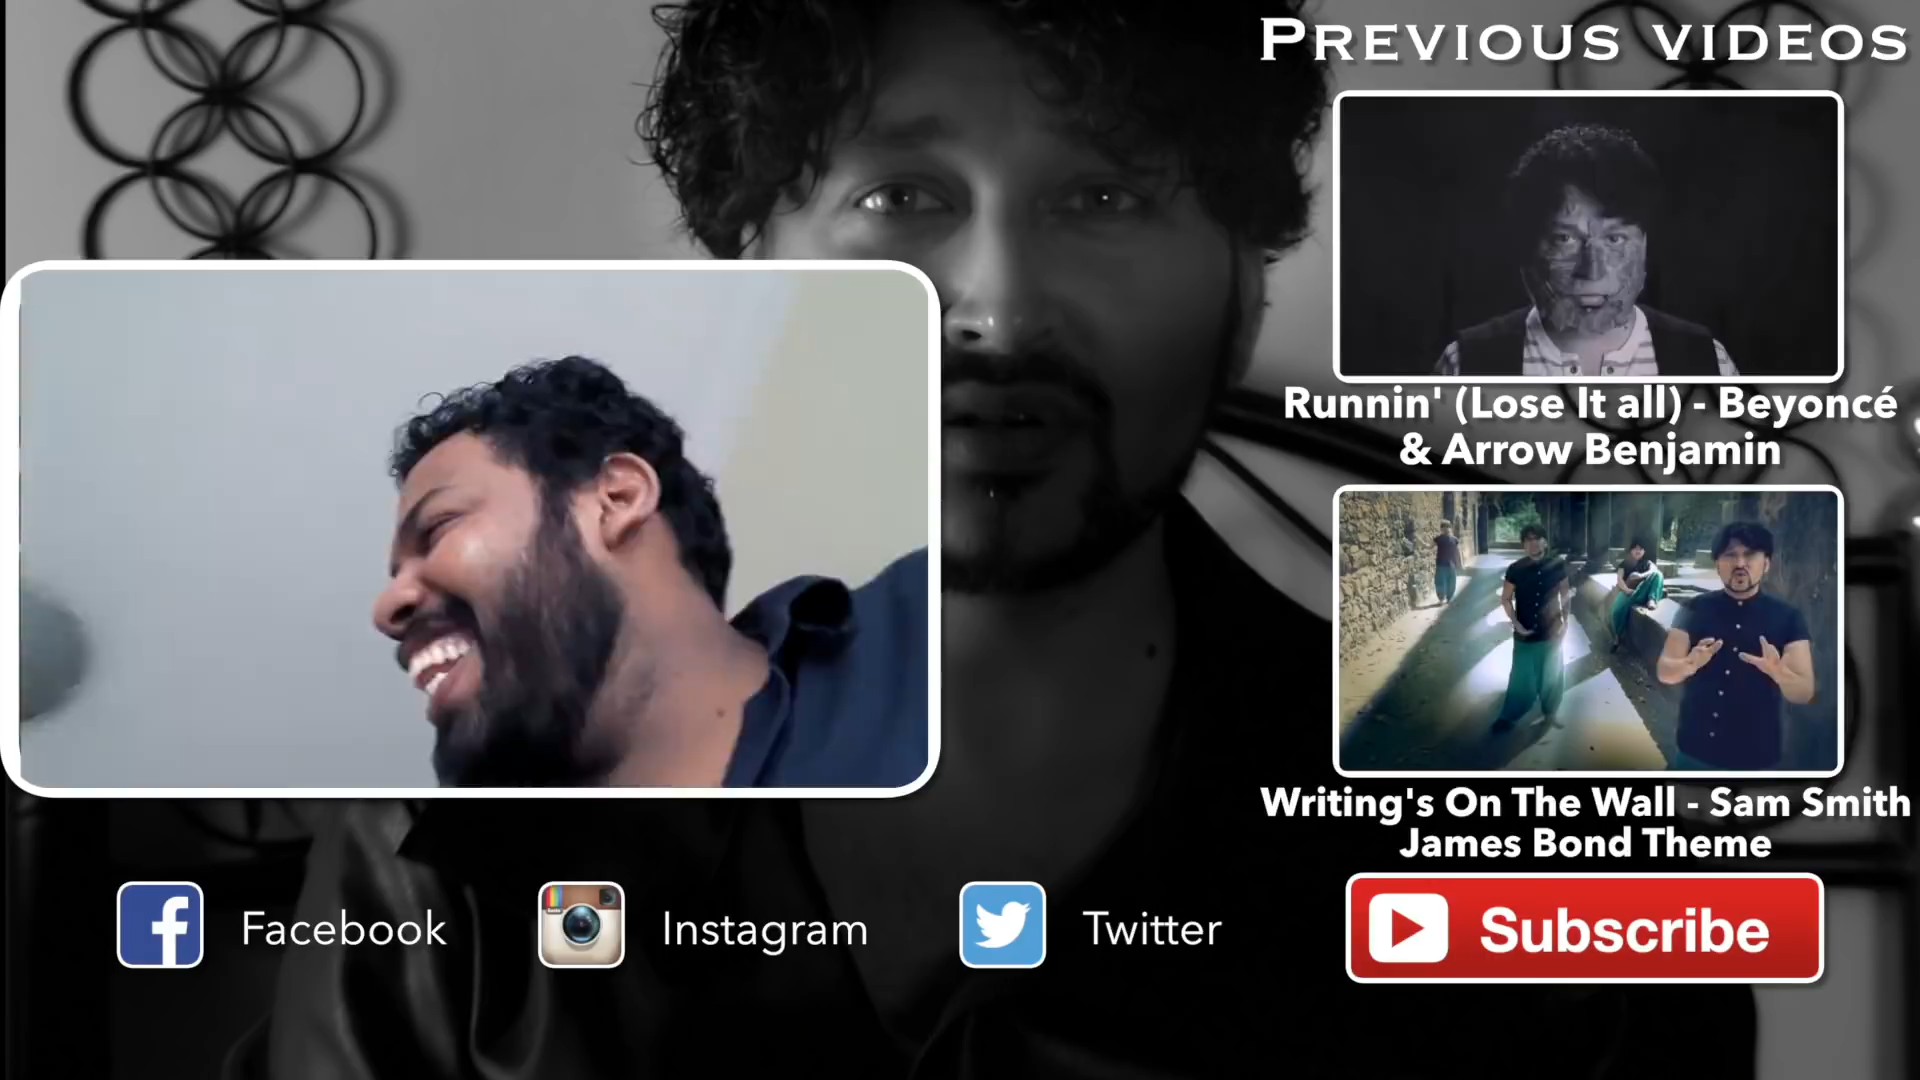 PREVIOUS VIDEOS
Runnin' (Lose It all) - Beyoncé
& Arrow Benjamin
Writing's On The Wall - Sam Smith
James Bond Theme
Facebook
Instagram
Twitter
Subscribe